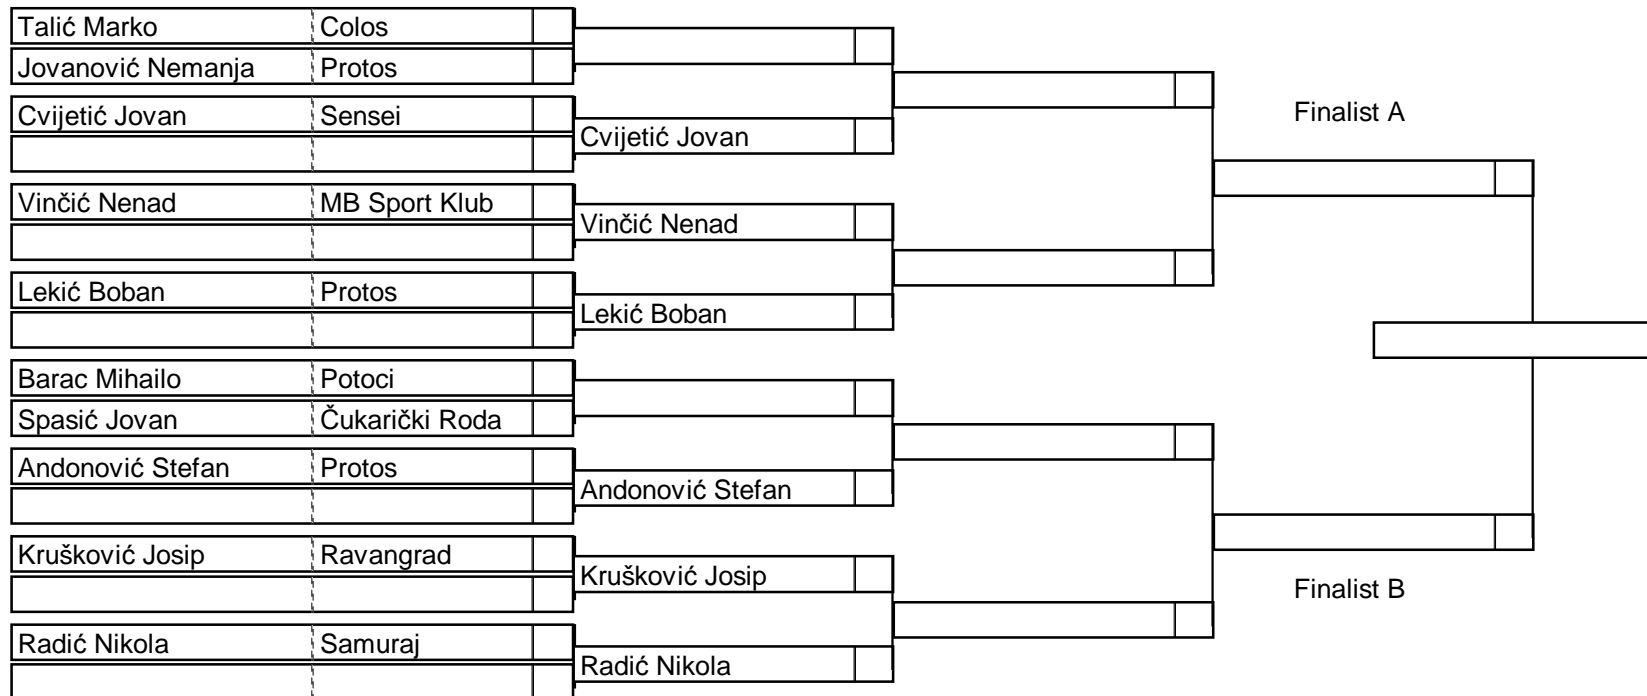 Talić Marko Colos
Jovanović Nemanja Protos
Cvijetić Jovan Sensei
Cvijetić Jovan
Finalist A
Vinčić Nenad MB Sport Klub
Vinčić Nenad
Lekić Boban Protos
Lekić Boban
Barac Mihailo Potoci
Spasić Jovan Čukarički Roda
Andonović Stefan Protos
Andonović Stefan
Krušković Josip Ravangrad
Krušković Josip
Finalist B
Radić Nikola Samuraj
Radić Nikola